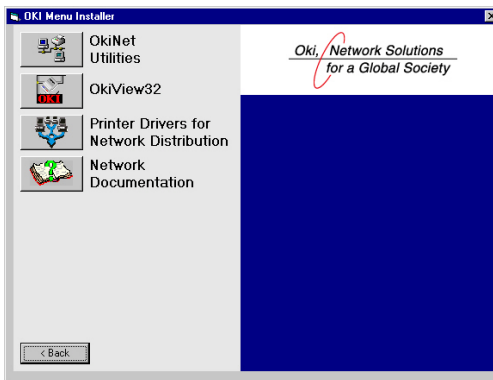 OKI Menu Installer
OkiNet
Utilities
OKI
OkiView32
Printer Drivers for
Network Distribution
Network
Documentation
< Back
Oki, Network Solutions
for a Global Society